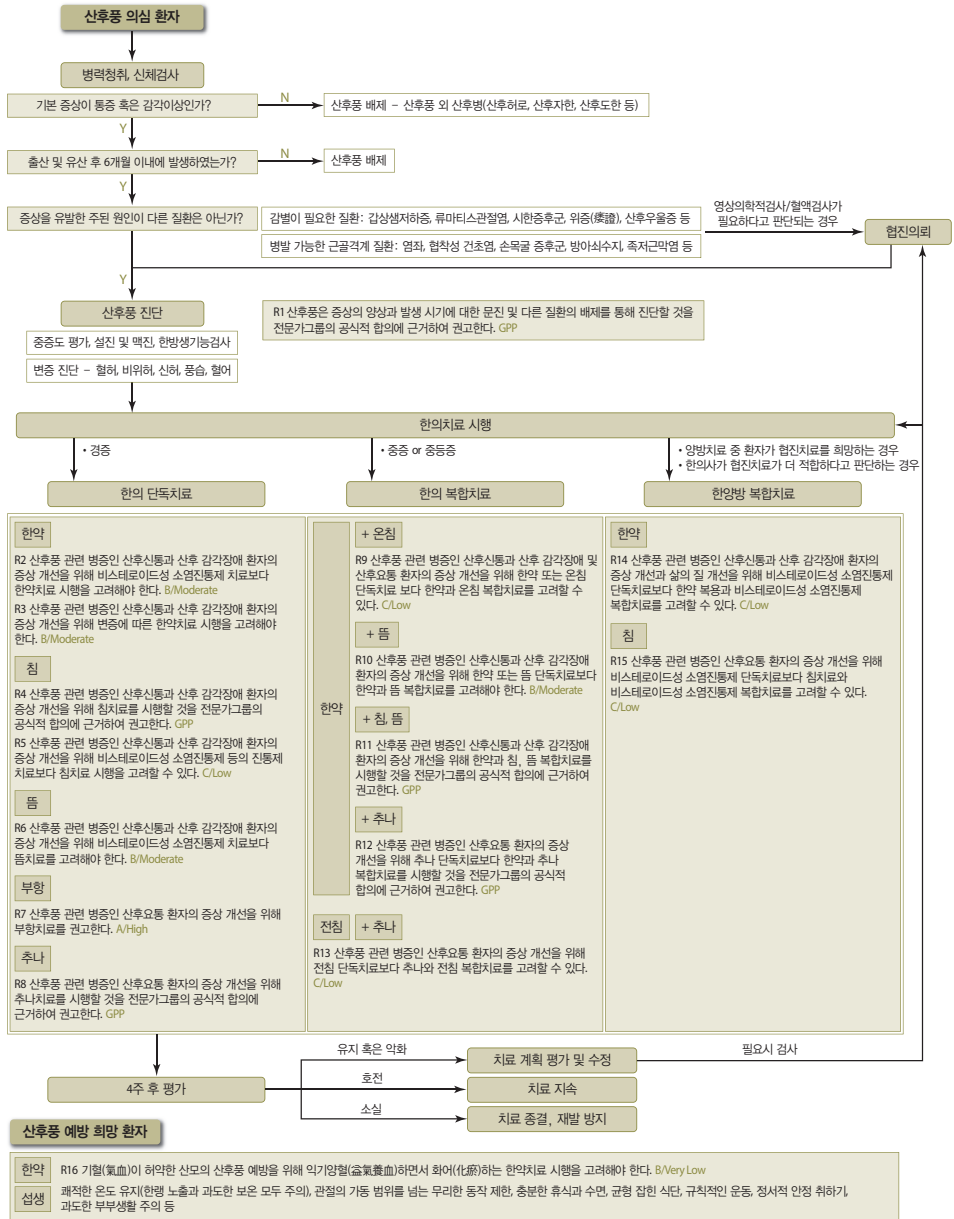 산후풍 의심 환자
병력청취, 신체검사
기본 증상이 통증 혹은 감각이상인가?
N
산후풍 배제 – 산후풍 외 산후병(산후허로, 산후자한, 산후도한 등)
Y
출산 및 유산 후 6개월 이내에 발생하였는가?
N
산후풍 배제
Y
증상을 유발한 주된 원인이 다른 질환은 아닌가?
감별이 필요한 질환: 갑상샘저하증, 류마티스관절염, 시한증후군, 위증(痿證), 산후우울증 등
병발 가능한 근골격계 질환: 염좌, 협착성 건초염, 손목굴 증후군, 방아쇠수지, 족저근막염 등
영상의학적검사/혈액검사가
필요하다고 판단되는 경우
협진의뢰
Y
산후풍 진단
중증도 평가, 설진 및 맥진, 한방생기능검사
변증 진단 – 혈허, 비위허, 신허, 풍습, 혈어
R1 산후풍은 증상의 양상과 발생 시기에 대한 문진 및 다른 질환의 배제를 통해 진단할 것을
전문가그룹의 공식적 합의에 근거하여 권고한다. GPP
한의치료 시행
• 경증
• 중증 or 중등증
• 양방치료 중 환자가 협진치료를 희망하는 경우
• 한의사가 협진치료가 더 적합하다고 판단하는 경우
한의 단독치료
한의 복합치료
한양방 복합치료
한약
R2 산후풍 관련 병증인 산후신통과 산후 감각장애 환자의
증상 개선을 위해 비스테로이드성 소염진통제 치료보다
한약치료 시행을 고려해야 한다. B/Moderate
R3 산후풍 관련 병증인 산후신통과 산후 감각장애 환자의
증상 개선을 위해 변증에 따른 한약치료 시행을 고려해야
한다. B/Moderate
침
R4 산후풍 관련 병증인 산후신통과 산후 감각장애 환자의
증상 개선을 위해 침치료를 시행할 것을 전문가그룹의
공식적 합의에 근거하여 권고한다. GPP
R5 산후풍 관련 병증인 산후신통과 산후 감각장애 환자의
증상 개선을 위해 비스테로이드성 소염진통제 등의 진통제
치료보다 침치료 시행을 고려할 수 있다. C/Low
뜸
R6 산후풍 관련 병증인 산후신통과 산후 감각장애 환자의
증상 개선을 위해 비스테로이드성 소염진통제 치료보다
뜸치료를 고려해야 한다. B/Moderate
부항
R7 산후풍 관련 병증인 산후요통 환자의 증상 개선을 위해
부항치료를 권고한다. A/High
추나
R8 산후풍 관련 병증인 산후요통 환자의 증상 개선을 위해
추나치료를 시행할 것을 전문가그룹의 공식적 합의에
근거하여 권고한다. GPP
한약
+ 온침
R9 산후풍 관련 병증인 산후신통과 산후 감각장애 및
산후요통 환자의 증상 개선을 위해 한약 또는 온침
단독치료 보다 한약과 온침 복합치료를 고려할 수
있다. C/Low
+ 뜸
R10 산후풍 관련 병증인 산후신통과 산후 감각장애
환자의 증상 개선을 위해 한약 또는 뜸 단독치료보다
한약과 뜸 복합치료를 고려해야 한다. B/Moderate
+ 침, 뜸
R11 산후풍 관련 병증인 산후신통과 산후 감각장애
환자의 증상 개선을 위해 한약과 침, 뜸 복합치료를
시행할 것을 전문가그룹의 공식적 합의에 근거하여
권고한다. GPP
+ 추나
R12 산후풍 관련 병증인 산후요통 환자의 증상
개선을 위해 추나 단독치료보다 한약과 추나
복합치료를 시행할 것을 전문가그룹의 공식적
합의에 근거하여 권고한다. GPP
전침 + 추나
R13 산후풍 관련 병증인 산후요통 환자의 증상 개선을 위해
전침 단독치료보다 추나와 전침 복합치료를 고려할 수 있다.
C/Low
한약
R14 산후풍 관련 병증인 산후신통과 산후 감각장애 환자의
증상 개선과 삶의 질 개선을 위해 비스테로이드성 소염진통제
단독치료보다 한약 복용과 비스테로이드성 소염진통제
복합치료를 고려할 수 있다. C/Low
침
R15 산후풍 관련 병증인 산후요통 환자의 증상 개선을 위해
비스테로이드성 소염진통제 단독치료보다 침치료와
비스테로이드성 소염진통제 복합치료를 고려할 수 있다.
C/Low
4주 후 평가
유지 혹은 악화
치료 계획 평가 및 수정
필요시 검사
호전
치료 지속
소실
치료 종결, 재발 방지
산후풍 예방 희망 환자
한약 R16 기혈(氣血)이 허약한 산모의 산후풍 예방을 위해 익기양혈(益氣養血)하면서 화어(化瘀)하는 한약치료 시행을 고려해야 한다. B/Very Low
섭생 쾌적한 온도 유지(한랭 노출과 과도한 보온 모두 주의), 관절의 가동 범위를 넘는 무리한 동작 제한, 충분한 휴식과 수면, 균형 잡힌 식단, 규칙적인 운동, 정서적 안정 취하기,
과도한 부부생활 주의 등